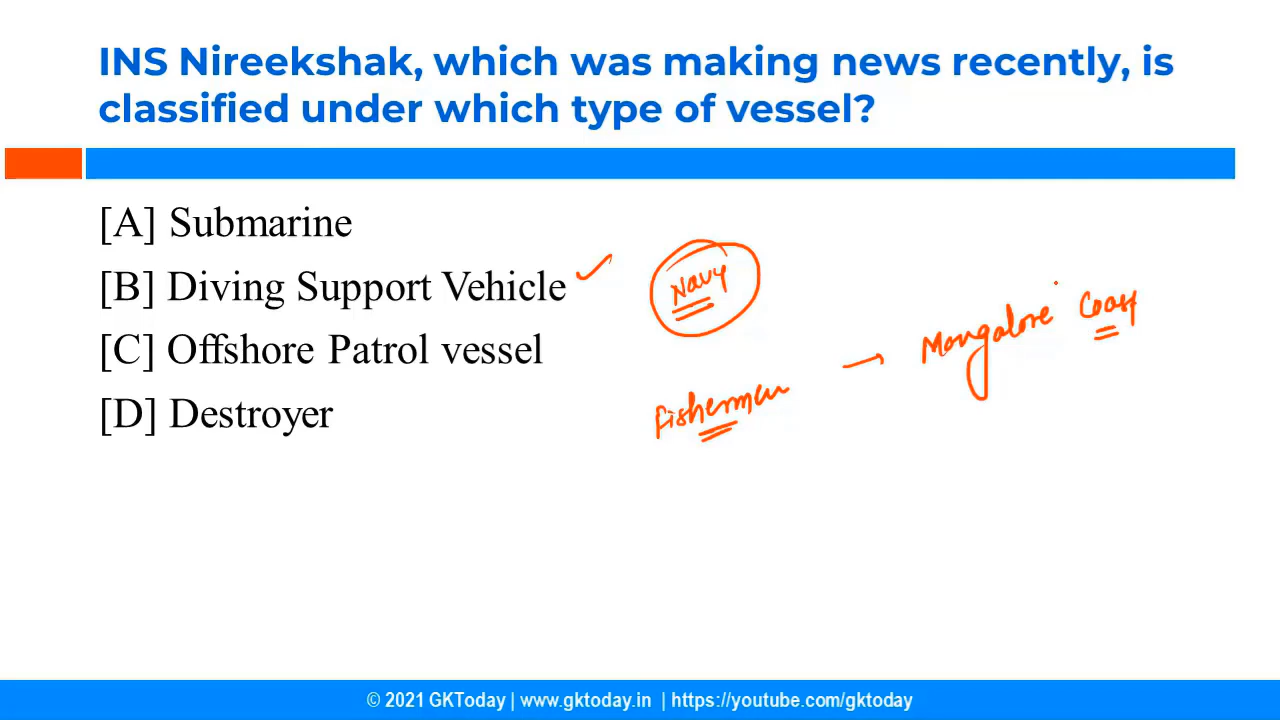 INS Nireekshak, which was making news recently, is
classified under which type of vessel?
[A] Submarine
[B] Diving Support Vehicle
[C] Offshore Patrol vessel
[D] Destroyer
Navy
Fishermen → Mangalore Coast
© 2021 GKToday | www.gktoday.in | https://youtube.com/gktoday